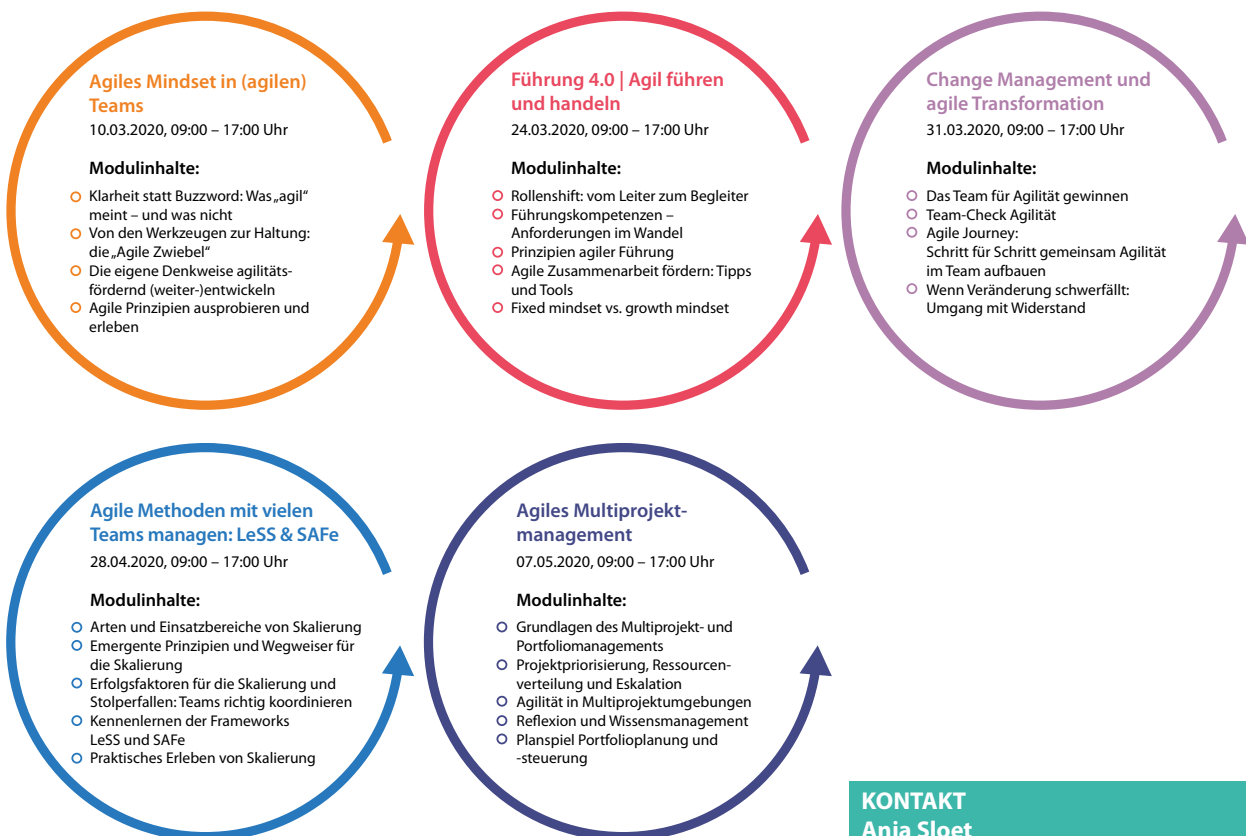 Agiles Mindset in (agilen)
Teams
10.03.2020, 09:00 – 17:00 Uhr
Modulinhalte:
Klarheit statt Buzzword: Was „agil“
meint – und was nicht
Von den Werkzeugen zur Haltung:
die „Agile Zwiebel“
Die eigene Denkweise agilitäts-
fördernd (weiter-)entwickeln
Agile Prinzipien ausprobieren und
erleben
Führung 4.0 | Agil führen
und handeln
24.03.2020, 09:00 – 17:00 Uhr
Modulinhalte:
Rollenshift: vom Leiter zum Begleiter
Führungskompetenzen –
Anforderungen im Wandel
Prinzipien agiler Führung
Agile Zusammenarbeit fördern: Tipps
und Tools
Fixed mindset vs. growth mindset
Change Management und
agile Transformation
31.03.2020, 09:00 – 17:00 Uhr
Modulinhalte:
Das Team für Agilität gewinnen
Team-Check Agilität
Agile Journey:
Schritt für Schritt gemeinsam Agilität
im Team aufbauen
Wenn Veränderung schwerfällt:
Umgang mit Widerstand
Agile Methoden mit vielen
Teams managen: LeSS & SAFe
28.04.2020, 09:00 – 17:00 Uhr
Modulinhalte:
Arten und Einsatzbereiche von Skalierung
Emergente Prinzipien und Wegweiser für
die Skalierung
Erfolgsfaktoren für die Skalierung und
Stolperfallen: Teams richtig koordinieren
Kennenlernen der Frameworks
LeSS und SAFe
Praktisches Erleben von Skalierung
Agiles Multiprojekt-
management
07.05.2020, 09:00 – 17:00 Uhr
Modulinhalte:
Grundlagen des Multiprojekt- und
Portfoliomanagements
Projektpriorisierung, Ressourcen-
verteilung und Eskalation
Agilität in Multiprojektumgebungen
Reflexion und Wissensmanagement
Planspiel Portfolioplanung und
-steuerung
KONTAKT
Anja Sloet